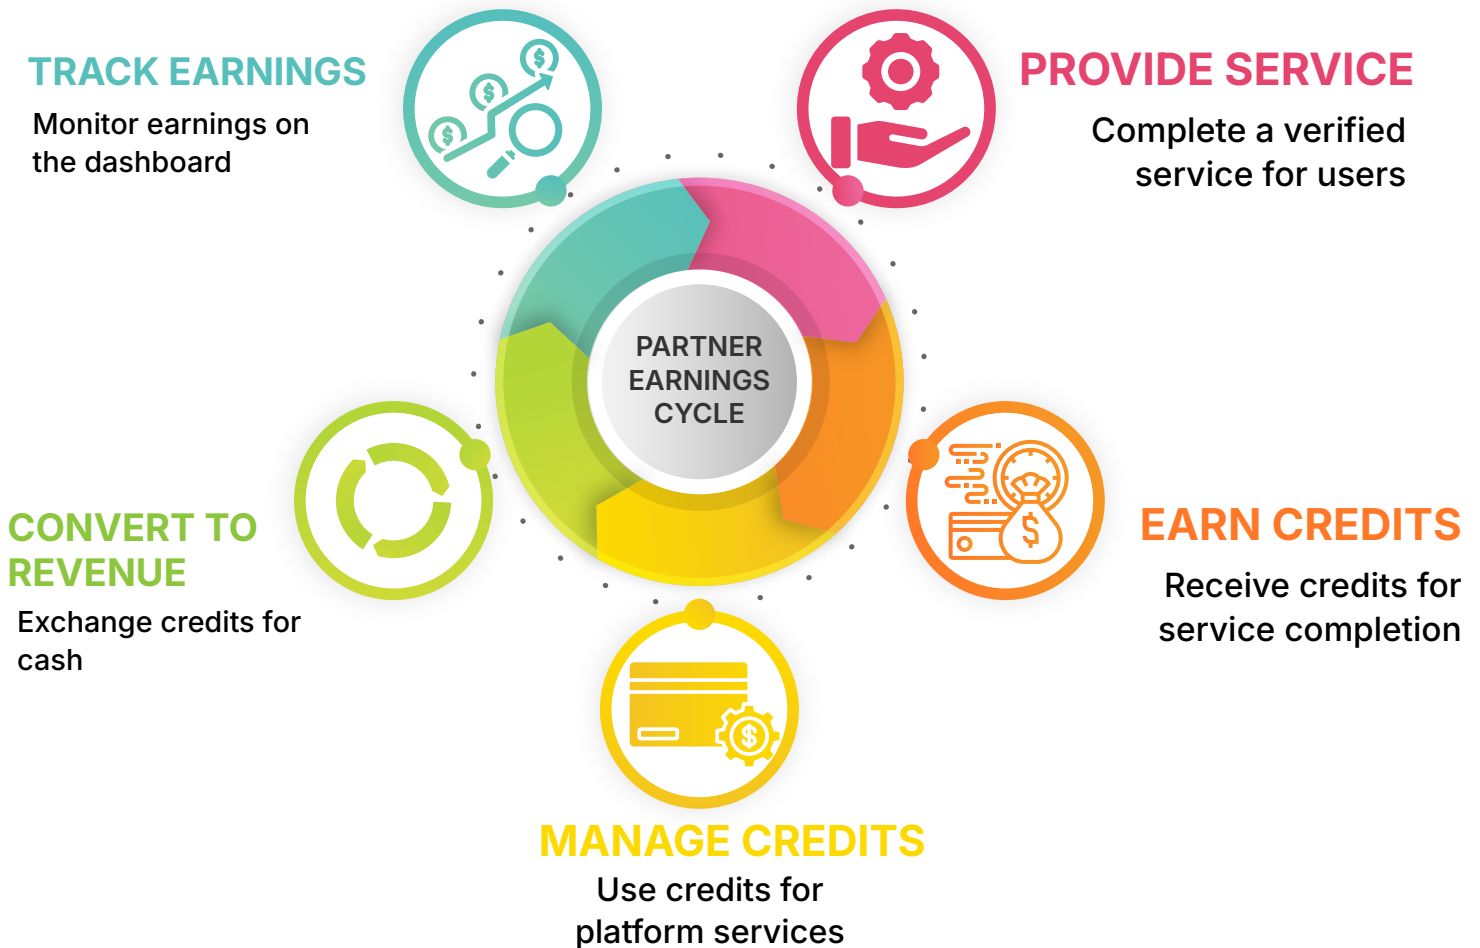 TRACK EARNINGS
Monitor earnings on
the dashboard
PROVIDE SERVICE
Complete a verified
service for users
PARTNER
EARNINGS
CYCLE
CONVERT TO
REVENUE
Exchange credits for
cash
EARN CREDITS
Receive credits for
service completion
MANAGE CREDITS
Use credits for
platform services